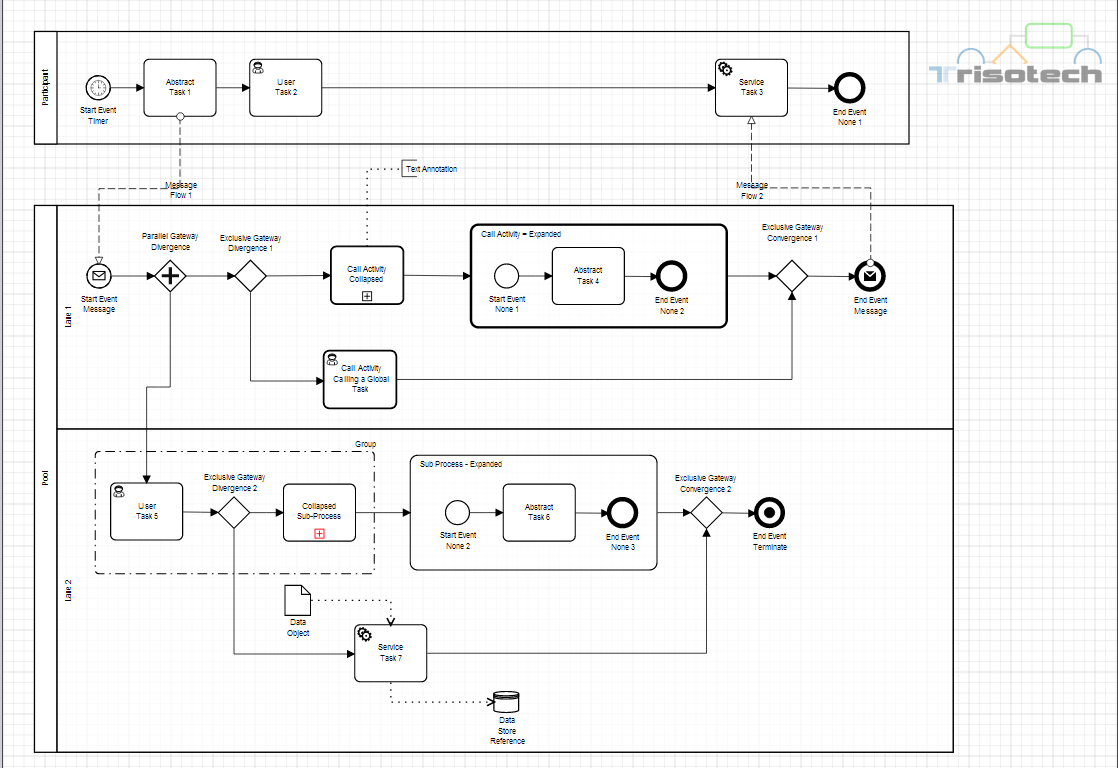 Trisotech
Participant
Start Event
Timer
Abstract
Task 1
User
Task 2
Service
Task 3
End Event
None 1
Message
Flow 1
Text Annotation
Message
Flow 2
Pool
Lane 1
Start Event
Message
Parallel Gateway
Divergence
Exclusive Gateway
Divergence 1
Call Activity
Collapsed
Call Activity - Expanded
Start Event
None 1
Abstract
Task 4
End Event
None 2
Exclusive Gateway
Convergence 1
End Event
Message
Call Activity
Calling a Global
Task
Lane 2
Group
User
Task 5
Exclusive Gateway
Divergence 2
Collapsed
Sub-Process
Sub Process - Expanded
Start Event
None 2
Abstract
Task 6
End Event
None 3
Exclusive Gateway
Convergence 2
End Event
Terminate
Data
Object
Service
Task 7
Data
Store
Reference